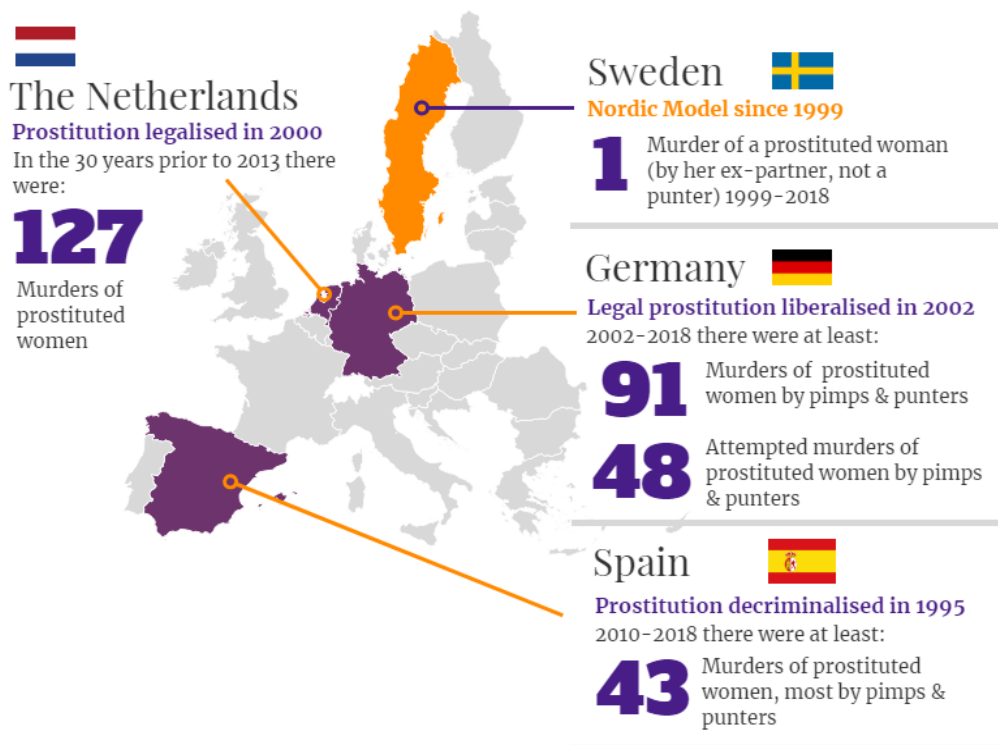 The Netherlands
Prostitution legalised in 2000
In the 30 years prior to 2013 there
were:
127
Murders of
prostituted
women
Sweden
Nordic Model since 1999
1
Murder of a prostituted woman
(by her ex-partner, not a
punter) 1999-2018
Germany
Legal prostitution liberalised in 2002
2002-2018 there were at least:
91
Murders of prostituted
women by pimps & punters
48
Attempted murders of
prostituted women by pimps
& punters
Spain
Prostitution decriminalised in 1995
2010-2018 there were at least:
43
Murders of prostituted
women, most by pimps &
punters